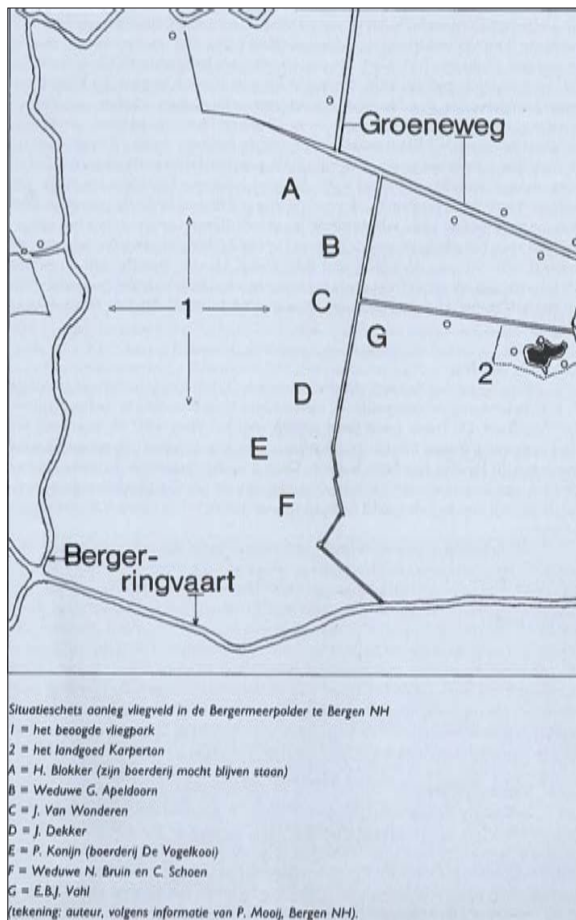 Groeneweg
A
B
1
C
G
2
D
E
F
Berger-
ringvaart
Situatieschets aanleg vliegveld in de Bergermeerpolder te Bergen NH
1 = het beoogde vliegpark
2 = het landgoed Karperton
A = H. Blokker (zijn boerderij mocht blijven staan)
B = Weduwe G. Apeldoorn
C = J. Van Wonderen
D = J. Dekker
E = P. Konijn (boerderij De Vogelkooi)
F = Weduwe N. Bruin en C. Schoen
G = E.B.J. Vahl
(tekening: auteur, volgens informatie van P. Mooij, Bergen NH).